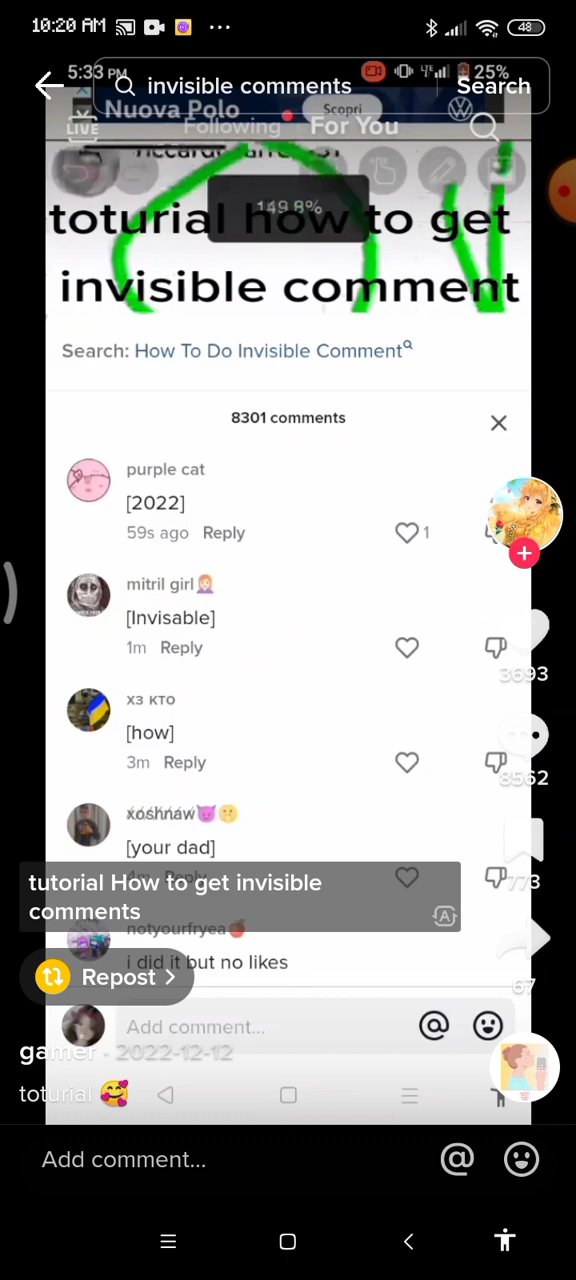 10:20 AM
48
5:33 PM
25%
invisible comments
Search
Nuova Polo
Scopri
LIVE
Following
For You
149.8%
toturial how to get
invisible comment
Search: How To Do Invisible Comment
8301 comments
purple cat
[2022]
59s ago Reply
1
mitril girl
[Invisable]
1m Reply
3693
хз кто
[how]
3m Reply
8562
xoshnaw
[your dad]
4m Reply
773
tutorial How to get invisible
comments
notyourfryea
i did it but no likes
Repost
67
Add comment...
gamer · 2022-12-12
toturial
Add comment...